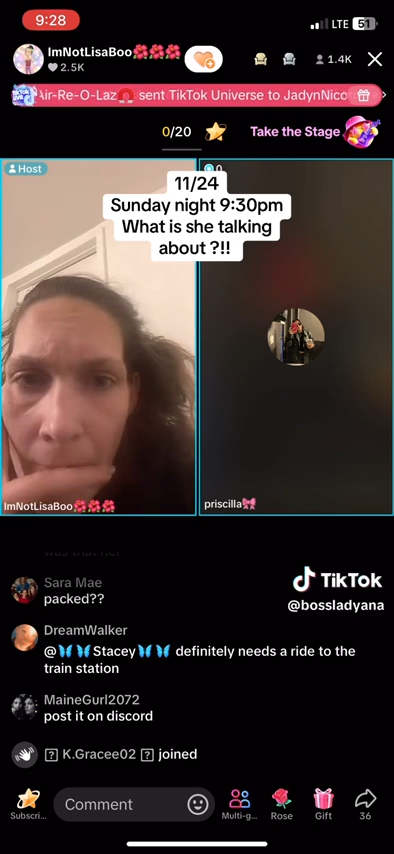 9:28
LTE 51
ImNotLisaBoo🌺🌺🌺
2.5K
1.4K
sent TikTok Universe to JadynNicc
0/20
Take the Stage
Host
0
11/24
Sunday night 9:30pm
What is she talking
about ?!!
ImNotLisaBoo🌺🌺🌺
priscilla🎀
Sara Mae
packed??
TikTok
@bossladyana
DreamWalker
@🦋🦋Stacey🦋🦋 definitely needs a ride to the
train station
MaineGurl2072
post it on discord
K.Gracee02 joined
Comment
Subscri...
Multi-g...
Rose
Gift
36